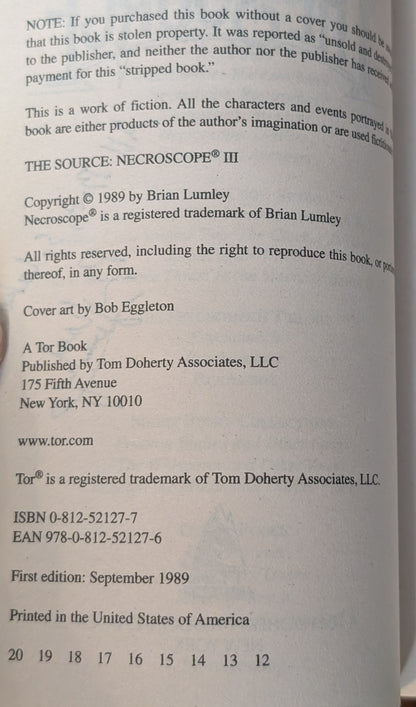 NOTE: If you purchased this book without a cover you should be
that this book is stolen property. It was reported as "unsold and
to the publisher, and neither the author nor the publisher has received
payment for this "stripped book."
This is a work of fiction. All the characters and events portrayed
book are either products of the author's imagination or are used
THE SOURCE: NECROSCOPE® III
Copyright © 1989 by Brian Lumley
Necroscope® is a registered trademark of Brian Lumley
All rights reserved, including the right to reproduce this book, or
thereof, in any form.
Cover art by Bob Eggleton
A Tor Book
Published by Tom Doherty Associates, LLC
175 Fifth Avenue
New York, NY 10010
www.tor.com
Tor® is a registered trademark of Tom Doherty Associates, LLC.
ISBN 0-812-52127-7
EAN 978-0-812-52127-6
First edition: September 1989
Printed in the United States of America
20 19 18 17 16 15 14 13 12